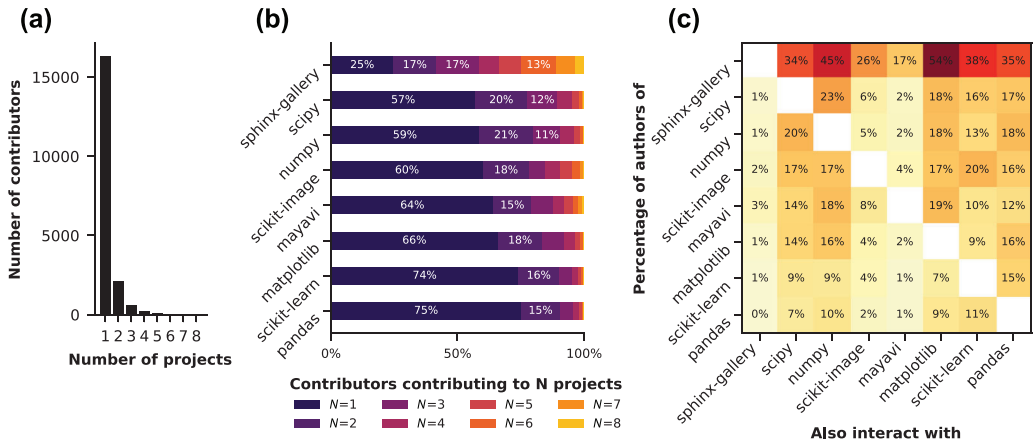 (a)
Number of contributors
15000
10000
5000
0
1 2 3 4 5 6 7 8
Number of projects
(b)
sphinx-gallery 25% 17% 17% 13%
scipy 57% 20% 12%
numpy 59% 21% 11%
scikit-image 60% 18%
mayavi 64% 15%
matplotlib 66% 18%
scikit-learn 74% 16%
pandas 75% 15%
0% 50% 100%
Contributors contributing to N projects
N=1 N=3 N=5 N=7
N=2 N=4 N=6 N=8
(c)
Percentage of authors of
sphinx-gallery 34% 45% 26% 17% 54% 38% 35%
scipy 1% 23% 6% 2% 18% 16% 17%
numpy 1% 20% 5% 2% 18% 13% 18%
scikit-image 2% 17% 17% 4% 17% 20% 16%
mayavi 3% 14% 18% 8% 19% 10% 12%
matplotlib 1% 14% 16% 4% 2% 9% 16%
scikit-learn 1% 9% 9% 4% 1% 7% 15%
pandas 0% 7% 10% 2% 1% 9% 11%
sphinx-gallery scipy numpy scikit-image mayavi matplotlib scikit-learn pandas
Also interact with